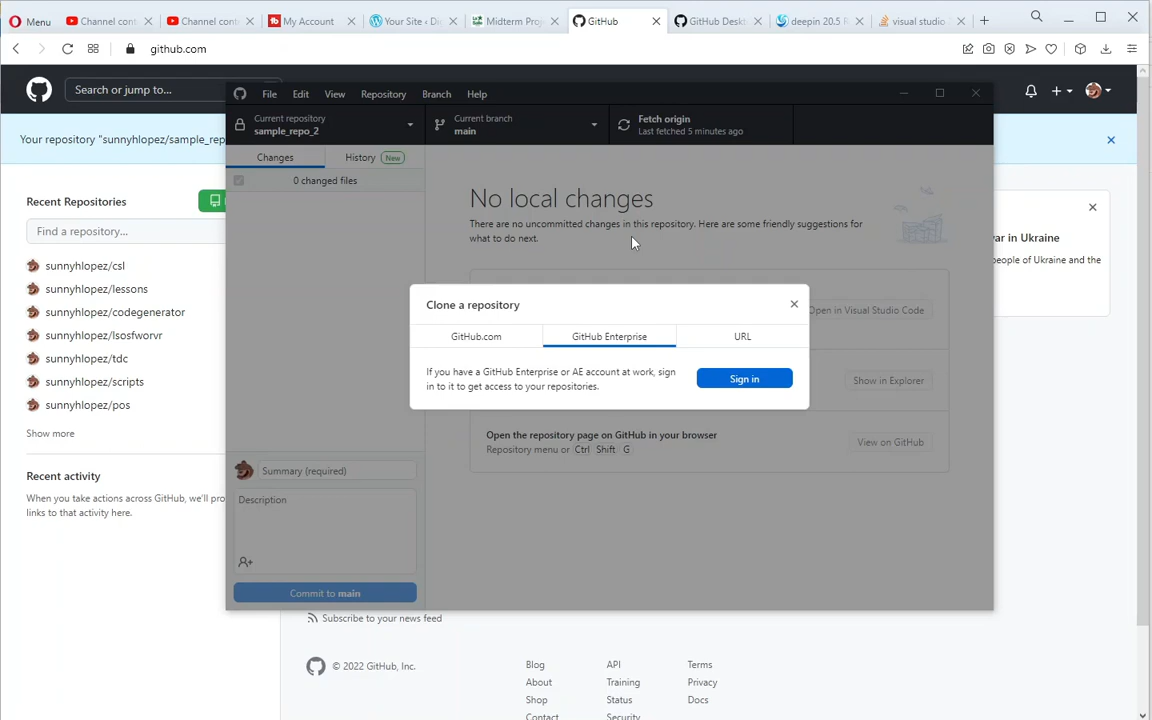 Menu
Channel cont
Channel cont
My Account
Your Site ‹ D
Midterm Proj
GitHub
GitHub Deskt
deepin 20.5 R
visual studio
github.com
Search or jump to...
File Edit View Repository Branch Help
Current repository
sample_repo_2
Current branch
main
Fetch origin
Last fetched 5 minutes ago
Your repository "sunnyhlopez/sample_rep
Changes
History New
0 changed files
No local changes
There are no uncommitted changes in this repository. Here are some friendly suggestions for
what to do next.
Recent Repositories
Find a repository...
sunnyhlopez/csl
sunnyhlopez/lessons
sunnyhlopez/codegenerator
sunnyhlopez/lsosfworvr
sunnyhlopez/tdc
sunnyhlopez/scripts
sunnyhlopez/pos
Show more
Recent activity
When you take actions across GitHub, we'll pro
links to that activity here.
war in Ukraine
people of Ukraine and the
Clone a repository
GitHub.com
GitHub Enterprise
URL
If you have a GitHub Enterprise or AE account at work, sign
in to it to get access to your repositories.
Sign in
Open in Visual Studio Code
Show in Explorer
Open the repository page on GitHub in your browser
Repository menu or Ctrl Shift G
View on GitHub
Summary (required)
Description
Commit to main
Subscribe to your news feed
© 2022 GitHub, Inc.
Blog
About
Shop
Contact
API
Training
Status
Security
Terms
Privacy
Docs